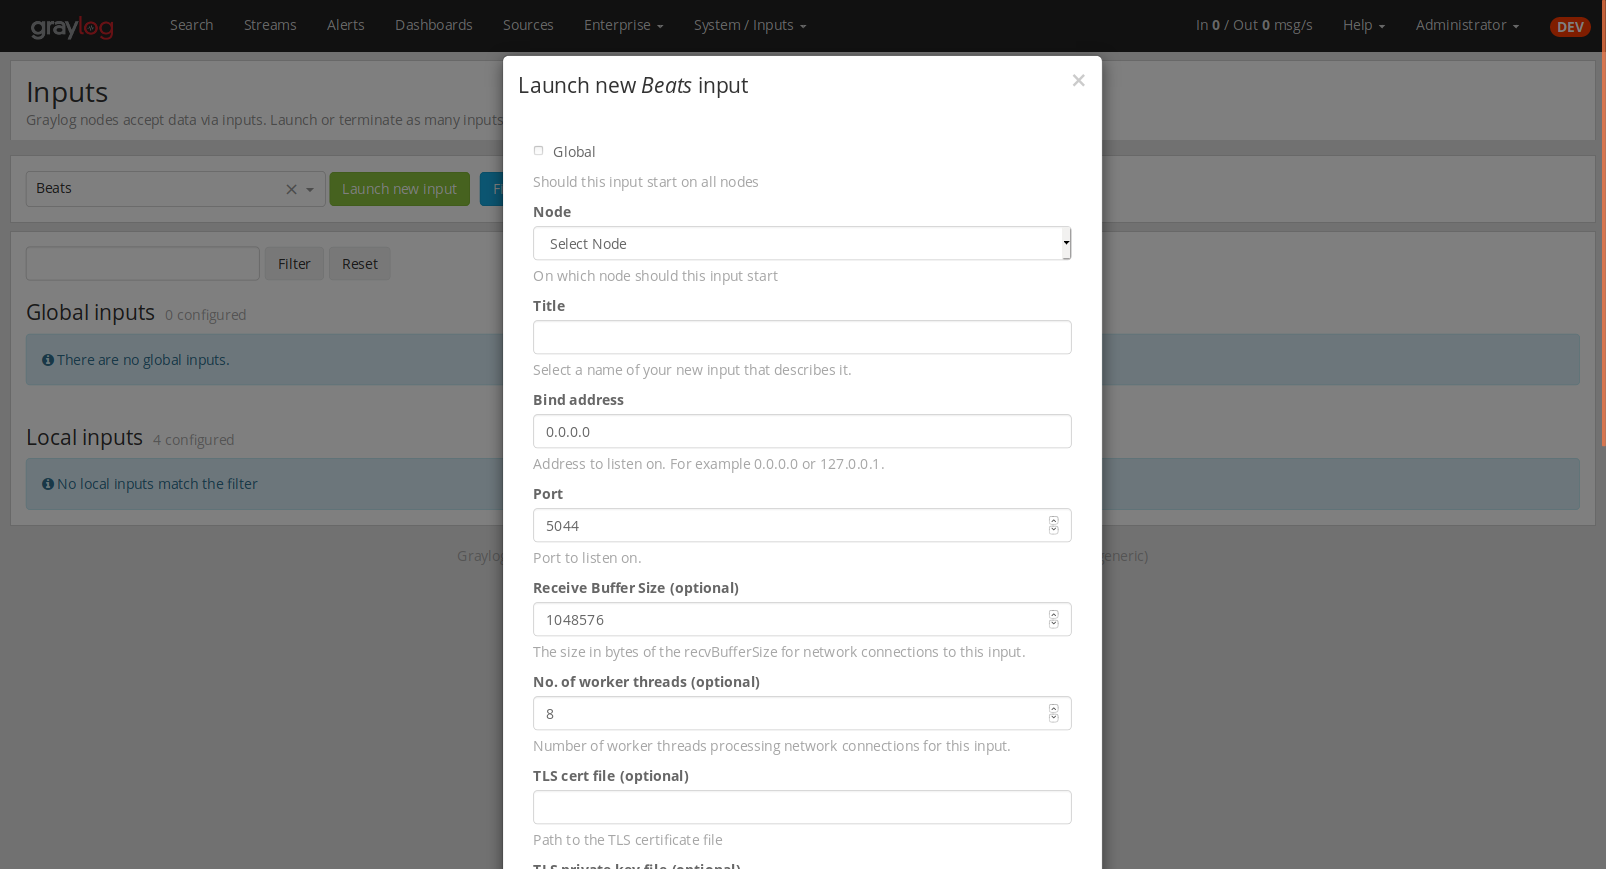 graylog Search Streams Alerts Dashboards Sources Enterprise System / Inputs In 0 / Out 0 msg/s Help Administrator DEV
Inputs
Graylog nodes accept data via inputs. Launch or terminate as many inputs
Beats × Launch new input
Filter Reset
Global inputs 0 configured
There are no global inputs.
Local inputs 4 configured
No local inputs match the filter
Launch new Beats input ×
Global
Should this input start on all nodes
Node
Select Node
On which node should this input start
Title
Select a name of your new input that describes it.
Bind address
0.0.0.0
Address to listen on. For example 0.0.0.0 or 127.0.0.1.
Port
5044
Port to listen on.
Receive Buffer Size (optional)
1048576
The size in bytes of the recvBufferSize for network connections to this input.
No. of worker threads (optional)
8
Number of worker threads processing network connections for this input.
TLS cert file (optional)
Path to the TLS certificate file
TLS private key file (optional)